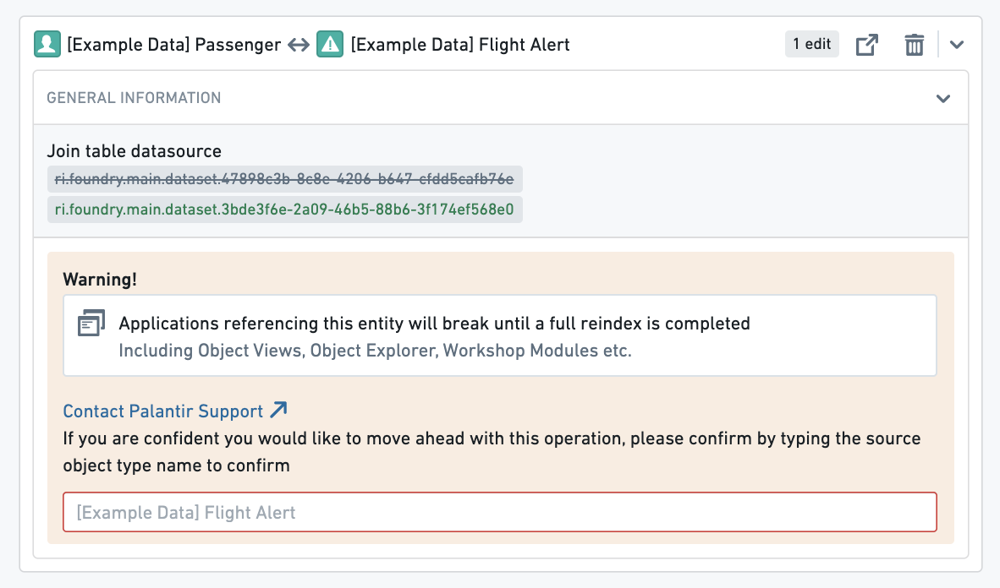 [Example Data] Passenger ↔ [Example Data] Flight Alert 1 edit
GENERAL INFORMATION
Join table datasource
ri.foundry.main.dataset.47898c3b-8c8e-4206-b647-cfdd5cafb76e
ri.foundry.main.dataset.3bde3f6e-2a09-46b5-88b6-3f174ef568e0
Warning!
Applications referencing this entity will break until a full reindex is completed
Including Object Views, Object Explorer, Workshop Modules etc.
Contact Palantir Support
If you are confident you would like to move ahead with this operation, please confirm by typing the source
object type name to confirm
[Example Data] Flight Alert